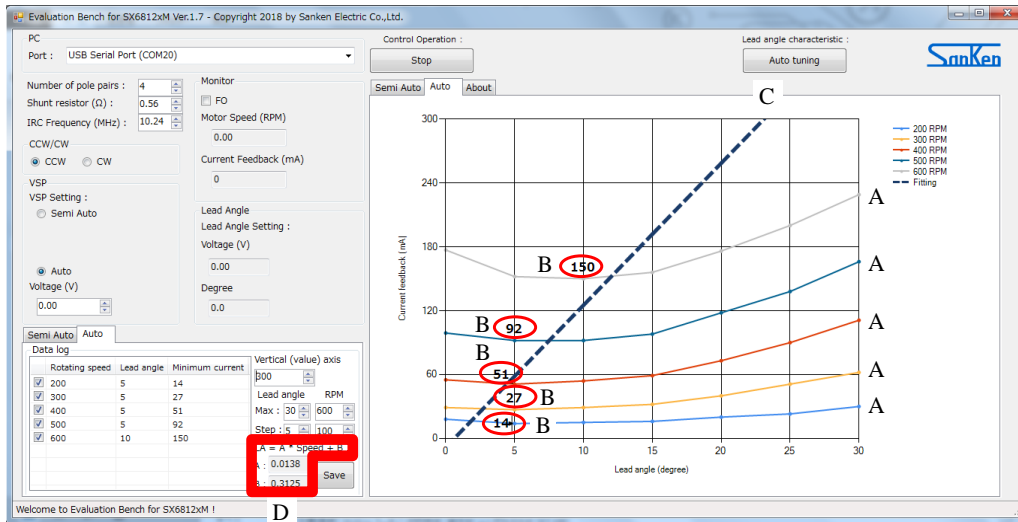 Evaluation Bench for SX6812xM Ver.1.7 - Copyright 2018 by Sanken Electric Co.,Ltd.
PC
Port : USB Serial Port (COM20)
Control Operation :
Stop
Lead angle characteristic :
Auto tuning
SanKen
Number of pole pairs : 4
Shunt resistor (Ω) : 0.56
IRC Frequency (MHz) : 10.24
CCW/CW
CCW CW
VSP
VSP Setting :
Semi Auto
Auto
Voltage (V)
0.00
Monitor
FO
Motor Speed (RPM)
0.00
Current Feedback (mA)
0
Lead Angle
Lead Angle Setting :
Voltage (V)
0.00
Degree
0.0
Semi Auto Auto
Data log
Rotating speed Lead angle Minimum current
200 5 14
300 5 27
400 5 51
500 5 92
600 10 150
Vertical (value) axis
300
Lead angle RPM
Max : 30 600
Step : 5 100
LA = A * Speed + B
A : 0.0138
B : 0.3125
Save
D
Semi Auto Auto About
C
300
240
180
120
60
0
Current feedback [mA]
0 5 10 15 20 25 30
Lead angle (degree)
B 150
B 92
B
51
27 B
14 B
A
A
A
A
A
200 RPM
300 RPM
400 RPM
500 RPM
600 RPM
Fitting
Welcome to Evaluation Bench for SX6812xM !